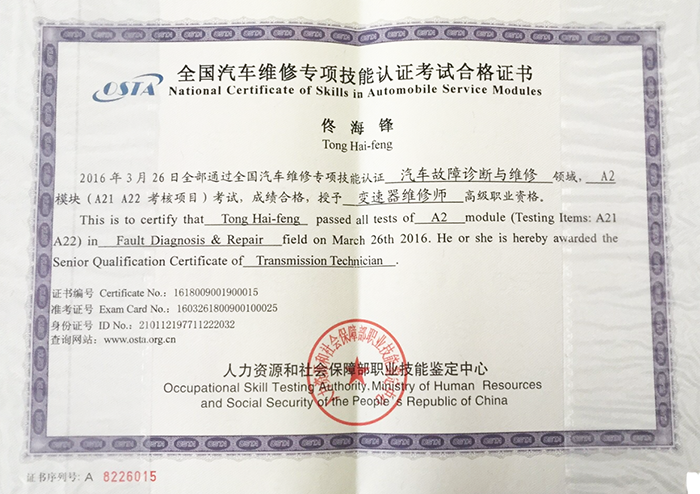 OSTA
全国汽车维修专项技能认证考试合格证书
National Certificate of Skills in Automobile Service Modules
佟海锋
Tong Hai-feng
2016年3月26日全部通过全国汽车维修专项技能认证 汽车故障诊断与维修 领域, A2
模块(A21 A22 考核项目)考试,成绩合格,授予 变速器维修师 高级职业资格。
This is to certify that Tong Hai-feng passed all tests of A2 module (Testing Items: A21
A22) in Fault Diagnosis & Repair field on March 26th 2016. He or she is hereby awarded the
Senior Qualification Certificate of Transmission Technician.
证书编号 Certificate No.: 1618009001900015
准考证号 Exam Card No.: 1603261800900100025
身份证号 ID No.: 210112197711222032
查询网站: www.osta.org.cn
人力资源和社会保障部职业技能鉴定中心
Occupational Skill Testing Authority. Ministry of Human Resources
and Social Security of the People's Republic of China
证书序列号: A 8226015